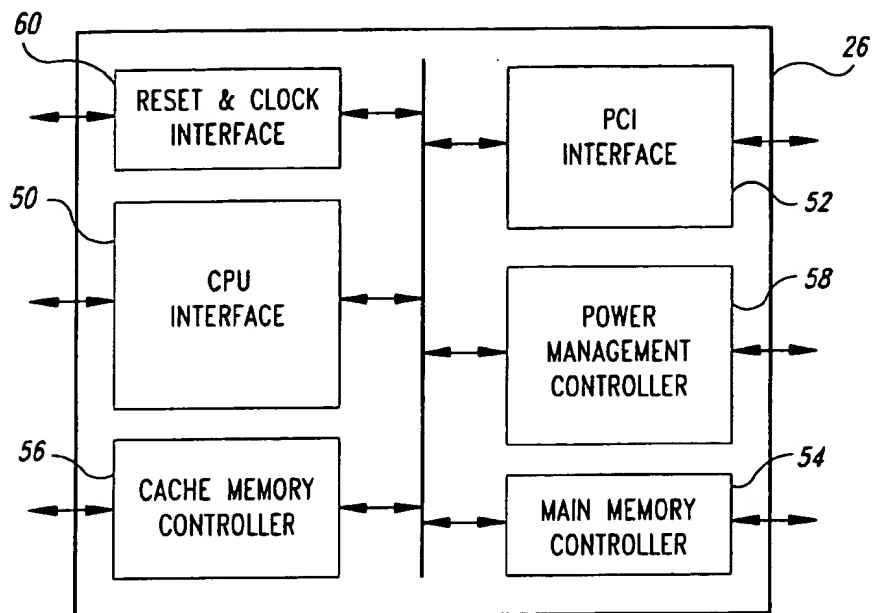 60
RESET & CLOCK
INTERFACE
50
CPU
INTERFACE
56
CACHE MEMORY
CONTROLLER
26
PCI
INTERFACE
52
58
POWER
MANAGEMENT
CONTROLLER
54
MAIN MEMORY
CONTROLLER